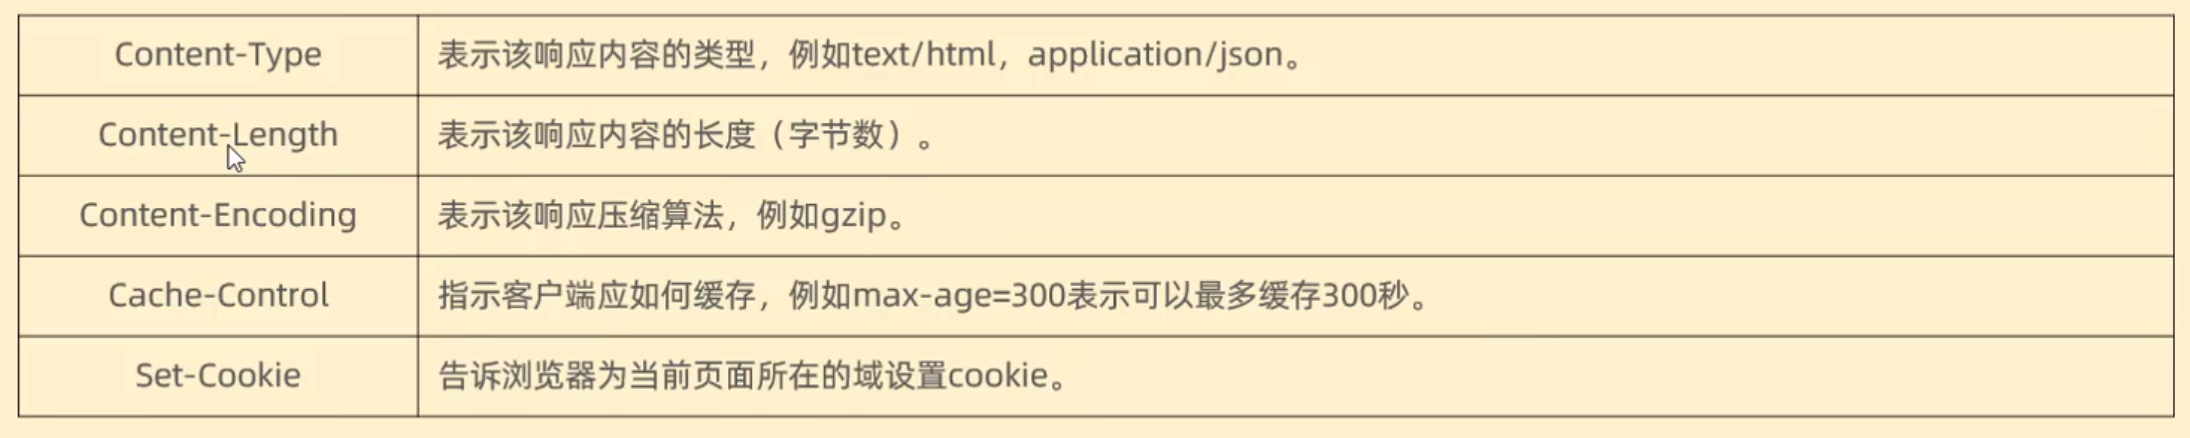 Content-Type 表示该响应内容的类型，例如text/html，application/json。
Content-Length 表示该响应内容的长度（字节数）。
Content-Encoding 表示该响应压缩算法，例如gzip。
Cache-Control 指示客户端应如何缓存，例如max-age=300表示可以最多缓存300秒。
Set-Cookie 告诉浏览器为当前页面所在的域设置cookie。